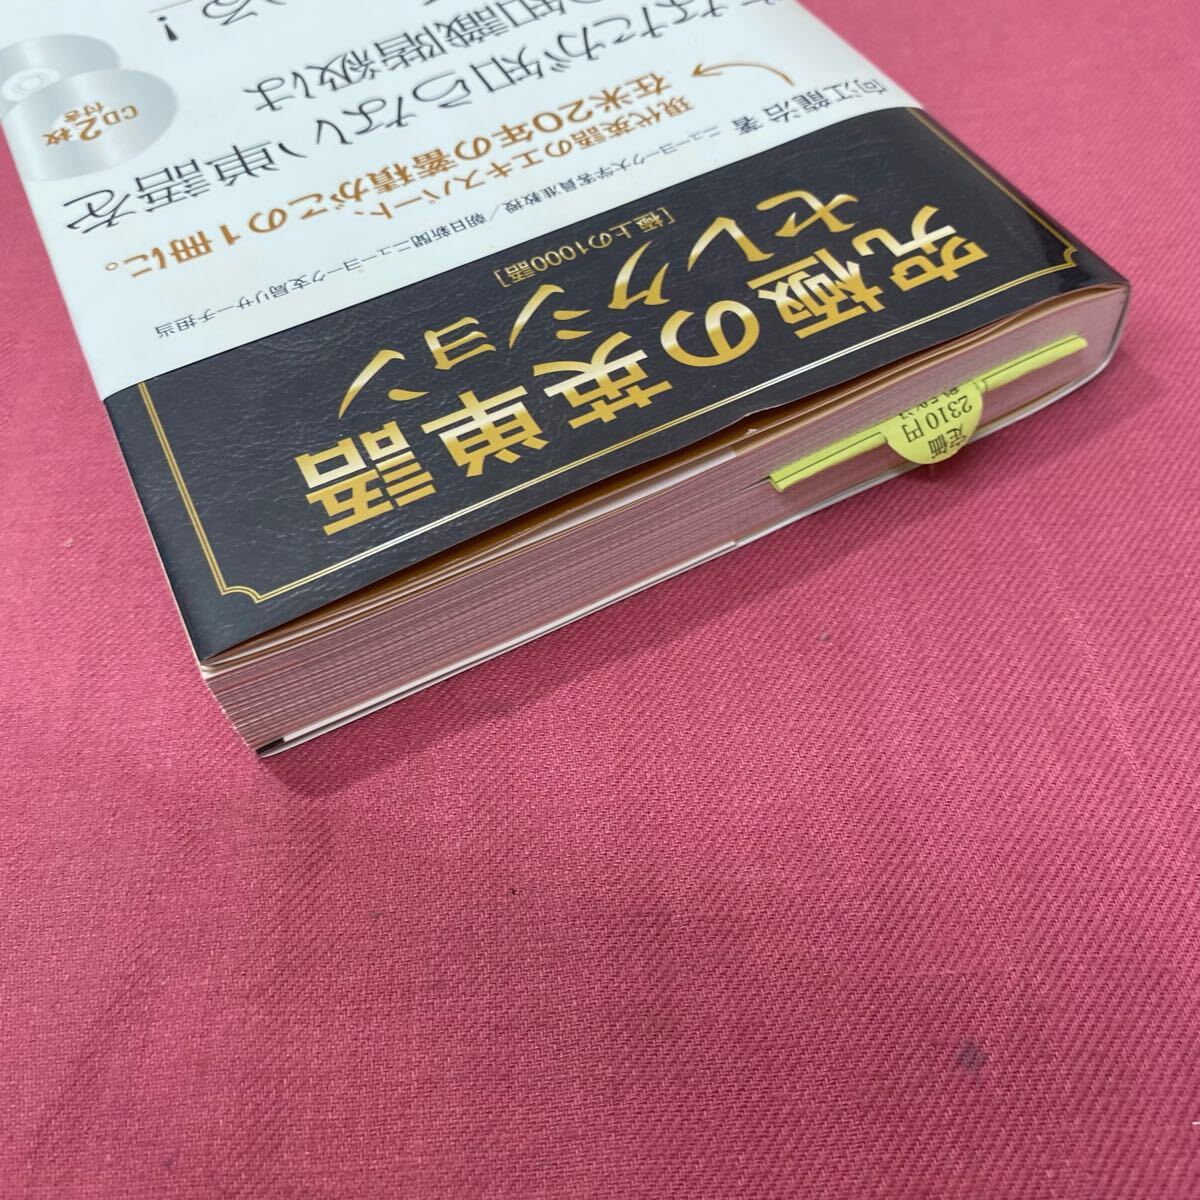 究極の英単語
セレクション
[極上の1000語]
向江龍治 著
ニューヨーク大学客員准教授／朝日新聞ニューヨーク支局リサーチ担当
現代英語のエキスパート、
在米20年の蓄積がこの1冊に。
あなたが知らない単語を
知識階級は
CD2枚
付き
定価
2310円